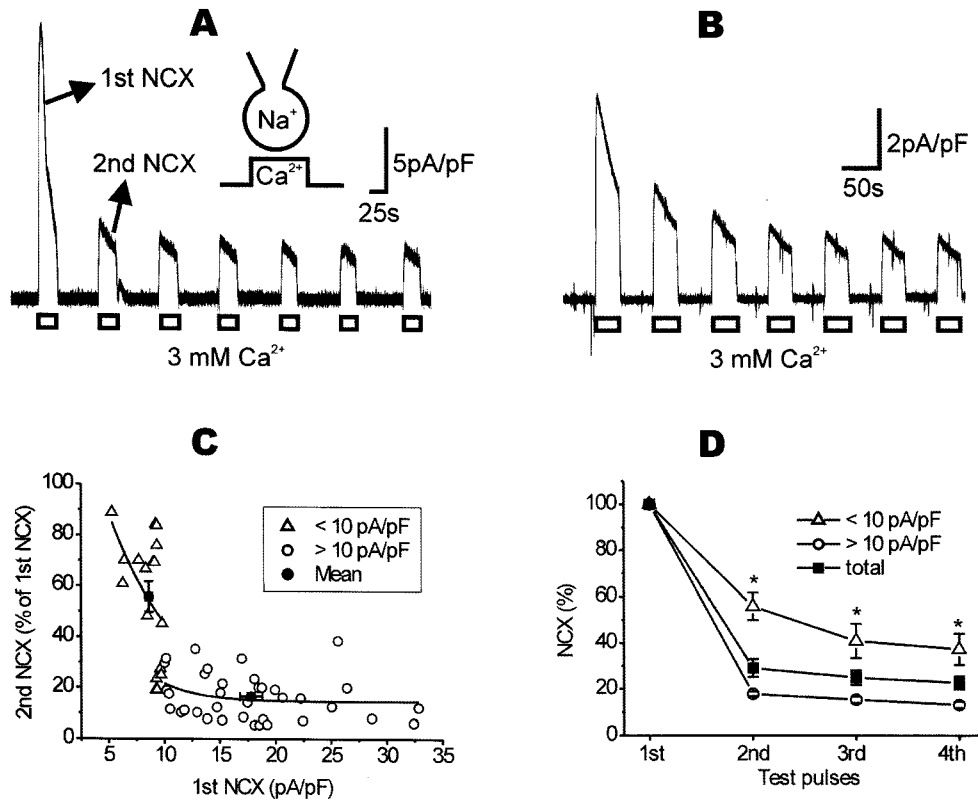 A
1st NCX
2nd NCX
Na+
Ca2+
5pA/pF
25s
3 mM Ca2+
B
2pA/pF
50s
3 mM Ca2+
C
2nd NCX (% of 1st NCX)
100
80
60
40
20
0
< 10 pA/pF
> 10 pA/pF
Mean
5 10 15 20 25 30 35
1st NCX (pA/pF)
D
NCX (%)
100
80
60
40
20
0
< 10 pA/pF
> 10 pA/pF
total
* * *
1st 2nd 3rd 4th
Test pulses